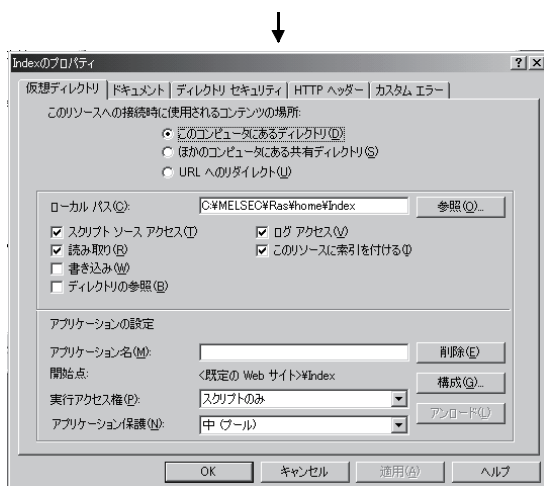 Indexのプロパティ
仮想ディレクトリ ドキュメント ディレクトリ セキュリティ HTTP ヘッダー カスタム エラー
このリソースへの接続時に使用されるコンテンツの場所:
このコンピュータにあるディレクトリ(D)
ほかのコンピュータにある共有ディレクトリ(S)
URL へのリダイレクト(U)
ローカル パス(C): C:¥MELSEC¥Ras¥home¥Index 参照(O)...
スクリプト ソース アクセス(T) ログ アクセス(V)
読み取り(R) このリソースに索引を付ける(I)
書き込み(W)
ディレクトリの参照(B)
アプリケーションの設定
アプリケーション名(M): 削除(E)
開始点: <既定の Web サイト>¥Index
構成(G)...
実行アクセス権(P): スクリプトのみ
アンロード(L)
アプリケーション保護(N): 中 (プール)
OK キャンセル 適用(A) ヘルプ